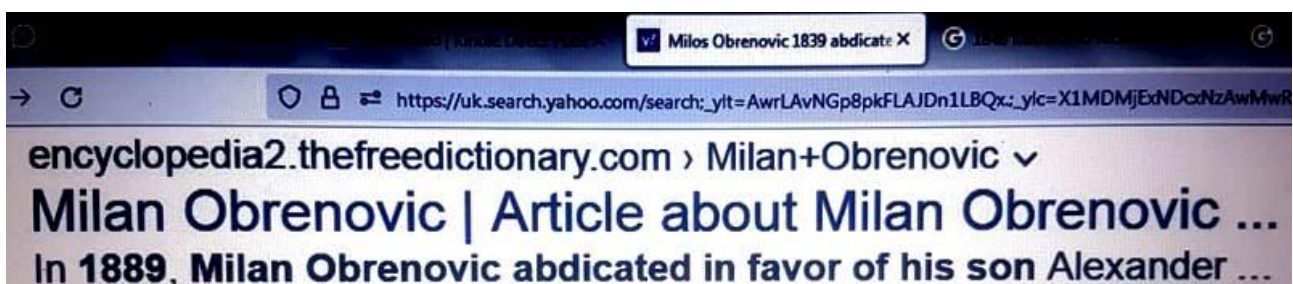 Milos Obrenovic 1839 abdicate
https://uk.search.yahoo.com/search;_ylt=AwrLAvNGp8pkFLAJDn1LBQx.;_ylc=X1MDMjExNDcxNzAwMwR
encyclopedia2.thefreedictionary.com › Milan+Obrenovic
Milan Obrenovic | Article about Milan Obrenovic ...
In 1889, Milan Obrenovic abdicated in favor of his son Alexander ...